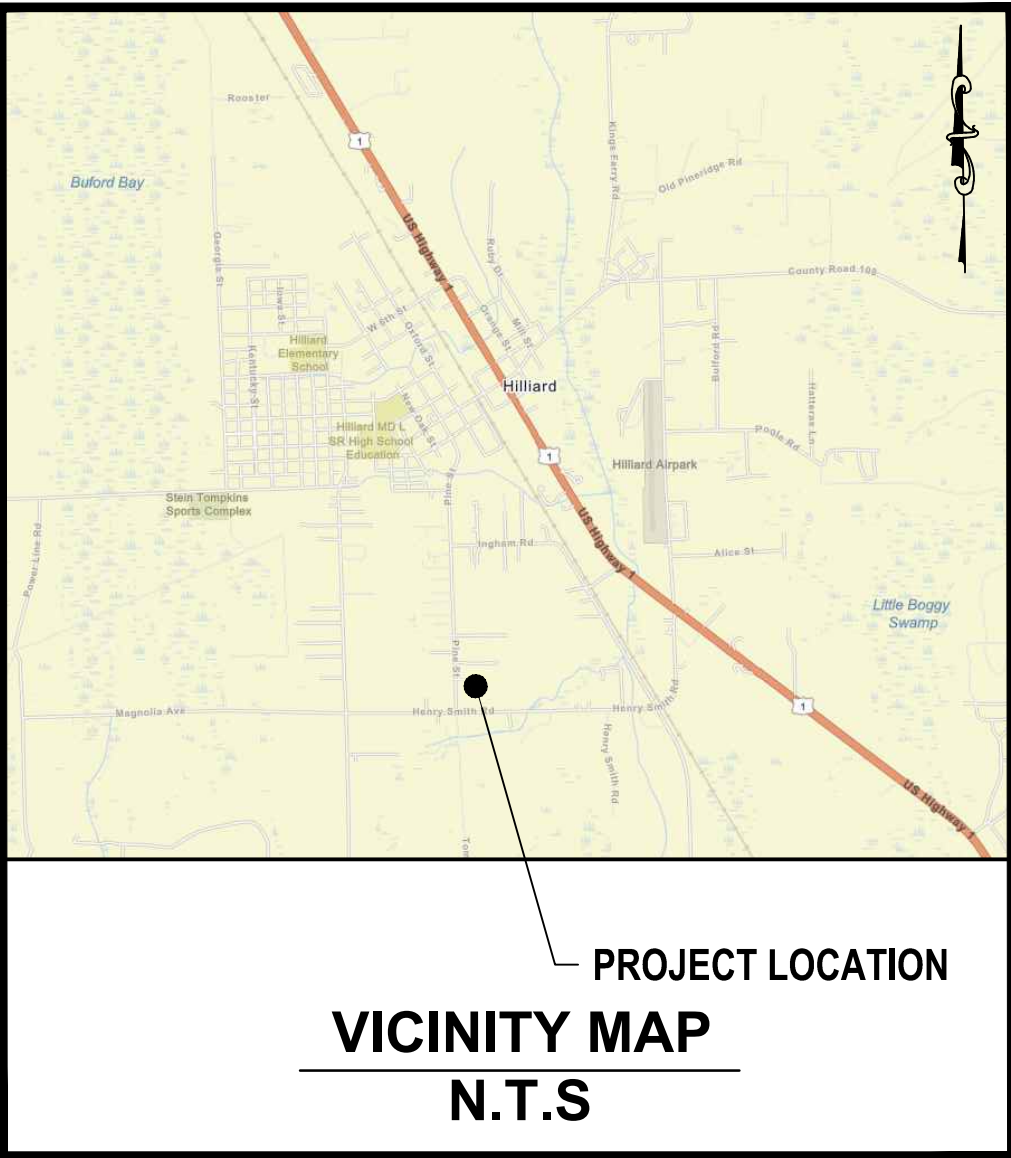 Rooster
1
Kings Ferry Rd
Old Pineridge Rd
Buford Bay
Georgia St
US Highway 1
Ruby Dr
County Road 108
Iowa St
W 6th St
Oxford St
Orange St
Mill St
Bulford Rd
Hilliard
Elementary
School
Kentucky St
Hilliard
Hatteras Ln
New Oak St
Hilliard MD L
SR High School
Education
Poole Rd
1
Hilliard Airpark
Pine St
Stein Tompkins
Sports Complex
Power Line Rd
US Highway 1
Ingham Rd
Alice St
Little Boggy
Swamp
Pine St
Magnolia Ave
Henry Smith Rd
Henry Smith Rd
1
Henry Smith Rd
US Highway 1
Tom
PROJECT LOCATION
VICINITY MAP
N.T.S